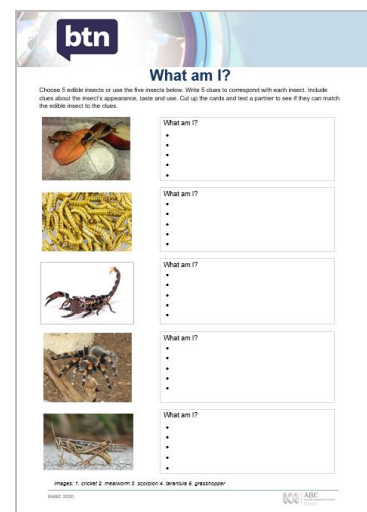 btn
What am I?
Choose 5 edible insects or use the five insects below. Write 5 clues to correspond with each insect. Include
clues about the insect's appearance, taste and use. Cut up the cards and test a partner to see if they can match
the edible insect to the clues.
What am I?
•
•
•
•
•
What am I?
•
•
•
•
•
What am I?
•
•
•
•
•
What am I?
•
•
•
•
•
What am I?
•
•
•
•
•
Images: 1. cricket 2. mealworm 3. scorpion 4. tarantula 5. grasshopper
©ABC 2020
ABC